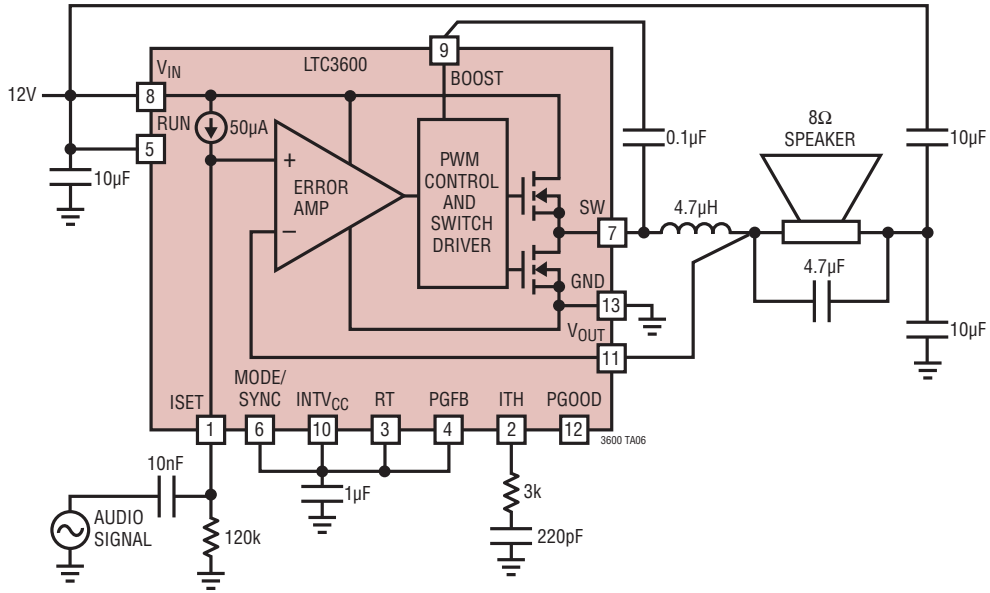 LTC3600
9
BOOST
V_IN
12V
8
RUN
50µA
5
10µF
+
ERROR
AMP
−
PWM
CONTROL
AND
SWITCH
DRIVER
0.1µF
8Ω
SPEAKER
10µF
SW
7
4.7µH
4.7µF
GND
13
V_OUT
11
10µF
ISET
MODE/
SYNC
INTV_CC
RT
PGFB
ITH
PGOOD
1
6
10
3
4
2
12
3600 TA06
10nF
AUDIO
SIGNAL
120k
1µF
3k
220pF